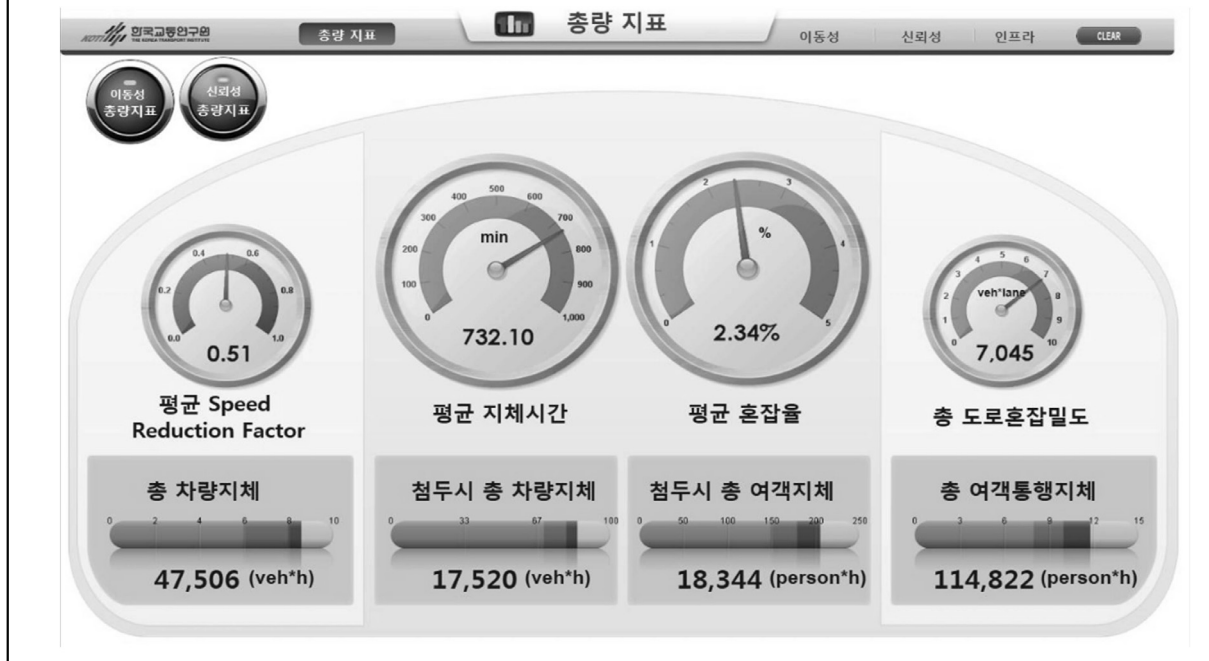 한국교통연구원
THE KOREA TRANSPORT INSTITUTE
총량 지표
총량 지표
이동성
신뢰성
인프라
CLEAR
이동성
총량지표
신뢰성
총량지표
0.0 0.2 0.4 0.6 0.8 1.0
0.51
평균 Speed
Reduction Factor
0 100 200 300 400 500 600 700 800 900 1,000
min
732.10
평균 지체시간
0 1 2 3 4 5
%
2.34%
평균 혼잡율
0 1 2 3 4 5 6 7 8 9 10
veh*lane
7,045
총 도로혼잡밀도
총 차량지체
0 2 4 6 8 10
47,506 (veh*h)
첨두시 총 차량지체
0 33 67 100
17,520 (veh*h)
첨두시 총 여객지체
0 50 100 150 200 250
18,344 (person*h)
총 여객통행지체
0 3 6 9 12 15
114,822 (person*h)